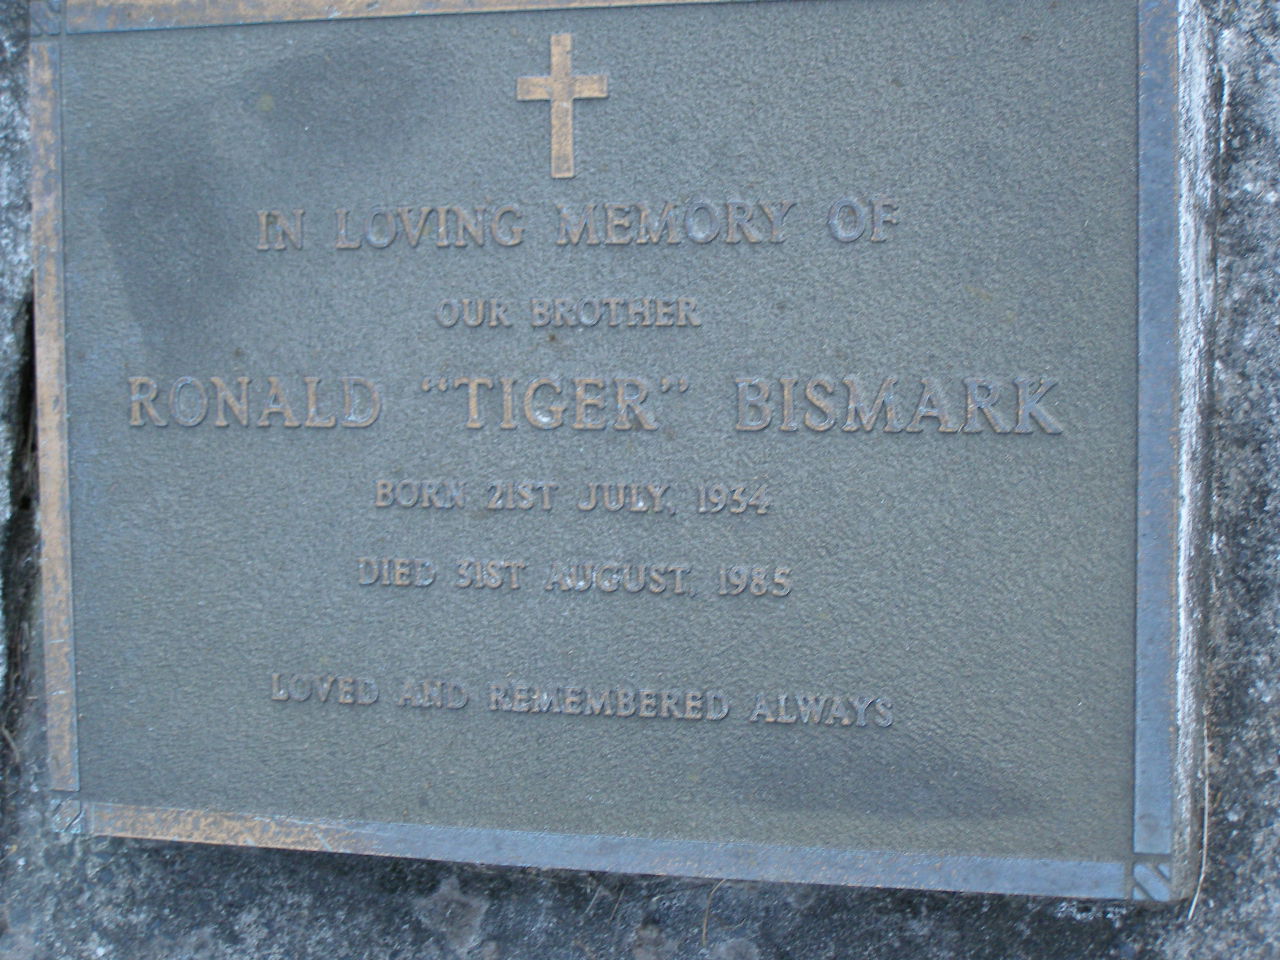 IN LOVING MEMORY OF
OUR BROTHER
RONALD "TIGER" BISMARK
BORN 21ST JULY, 1934
DIED 31ST AUGUST, 1985
LOVED AND REMEMBERED ALWAYS